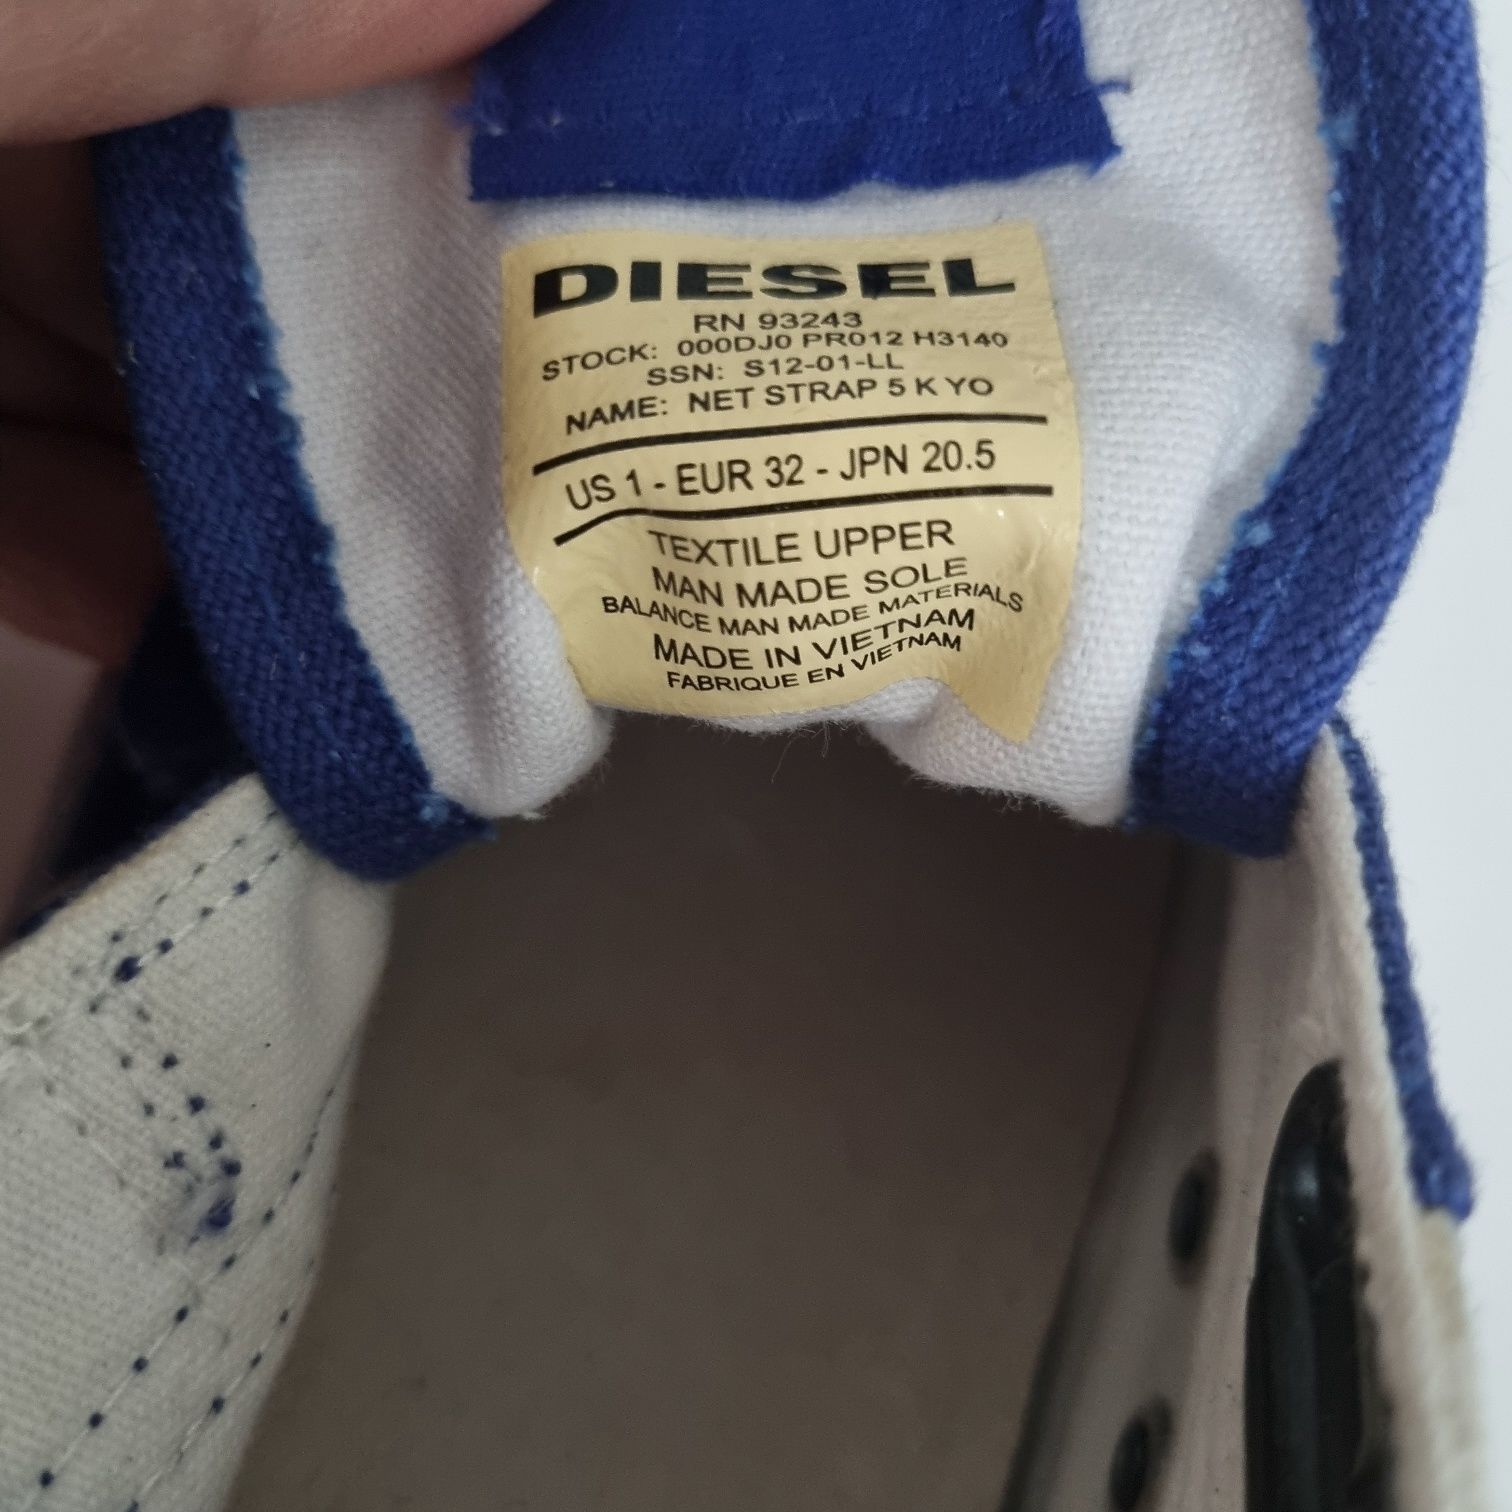 DIESEL
RN 93243
STOCK: 000DJ0 PR012 H3140
SSN: S12-01-LL
NAME: NET STRAP 5 K YO
US 1 - EUR 32 - JPN 20.5
TEXTILE UPPER
MAN MADE SOLE
BALANCE MAN MADE MATERIALS
MADE IN VIETNAM
FABRIQUE EN VIETNAM